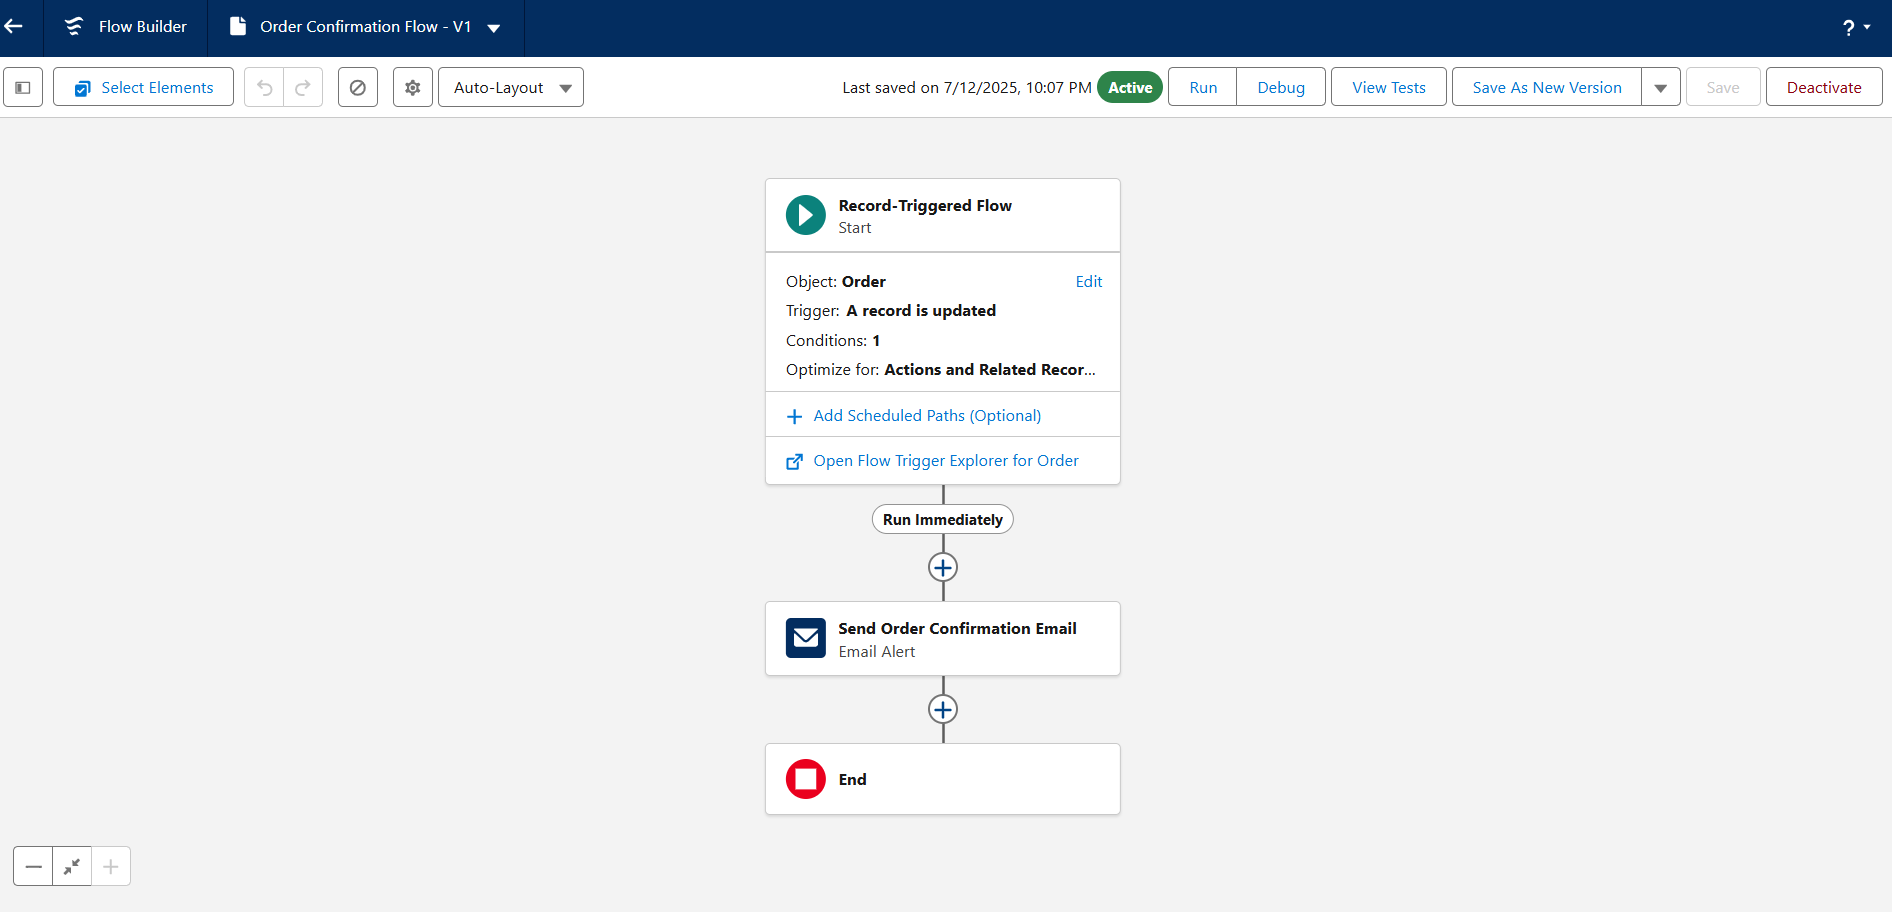 Flow Builder
Order Confirmation Flow - V1
?
Select Elements
Auto-Layout
Last saved on 7/12/2025, 10:07 PM
Active
Run
Debug
View Tests
Save As New Version
Save
Deactivate
Record-Triggered Flow
Start
Object: Order
Edit
Trigger: A record is updated
Conditions: 1
Optimize for: Actions and Related Recor...
Add Scheduled Paths (Optional)
Open Flow Trigger Explorer for Order
Run Immediately
Send Order Confirmation Email
Email Alert
End